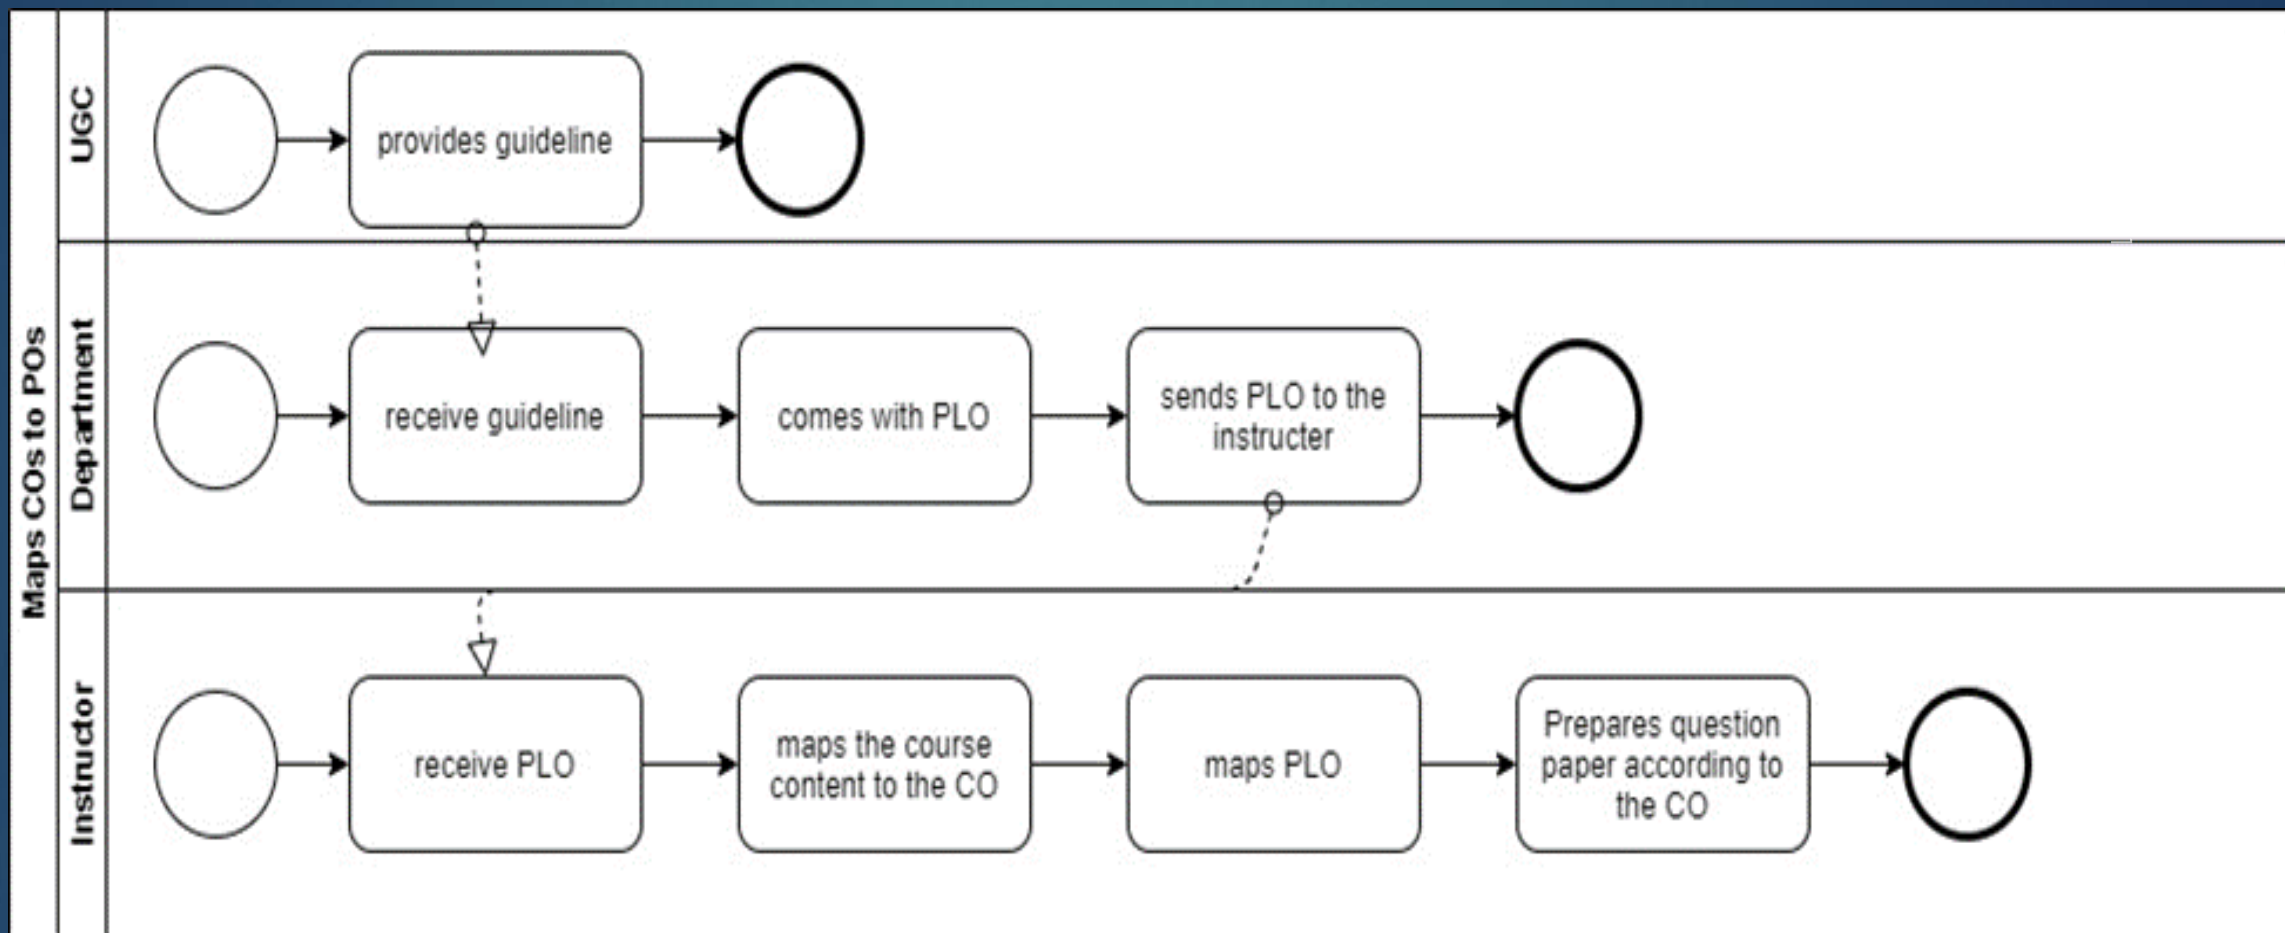 Maps COs to POs
UGC
provides guideline
Department
receive guideline
comes with PLO
sends PLO to the
instructer
Instructor
receive PLO
maps the course
content to the CO
maps PLO
Prepares question
paper according to
the CO